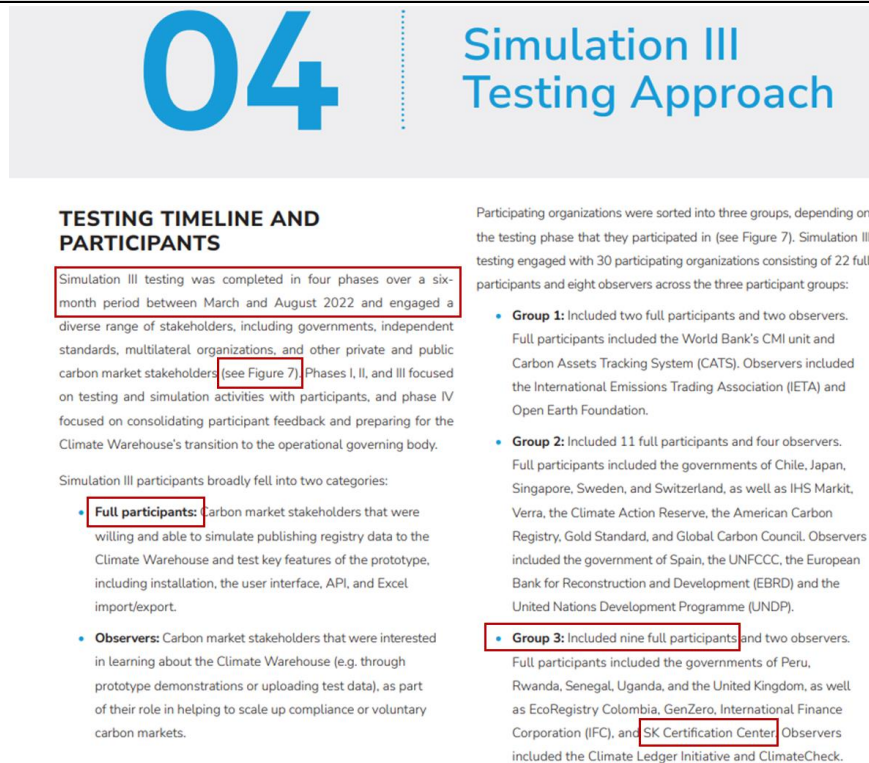 04
Simulation III
Testing Approach
TESTING TIMELINE AND
PARTICIPANTS
Simulation III testing was completed in four phases over a six-
month period between March and August 2022 and engaged a
diverse range of stakeholders, including governments, independent
standards, multilateral organizations, and other private and public
carbon market stakeholders (see Figure 7). Phases I, II, and III focused
on testing and simulation activities with participants, and phase IV
focused on consolidating participant feedback and preparing for the
Climate Warehouse's transition to the operational governing body.
Simulation III participants broadly fell into two categories:
• Full participants: Carbon market stakeholders that were
willing and able to simulate publishing registry data to the
Climate Warehouse and test key features of the prototype,
including installation, the user interface, API, and Excel
import/export.
• Observers: Carbon market stakeholders that were interested
in learning about the Climate Warehouse (e.g. through
prototype demonstrations or uploading test data), as part
of their role in helping to scale up compliance or voluntary
carbon markets.
Participating organizations were sorted into three groups, depending on
the testing phase that they participated in (see Figure 7). Simulation III
testing engaged with 30 participating organizations consisting of 22 full
participants and eight observers across the three participant groups:
• Group 1: Included two full participants and two observers.
Full participants included the World Bank's CMI unit and
Carbon Assets Tracking System (CATS). Observers included
the International Emissions Trading Association (IETA) and
Open Earth Foundation.
• Group 2: Included 11 full participants and four observers.
Full participants included the governments of Chile, Japan,
Singapore, Sweden, and Switzerland, as well as IHS Markit,
Verra, the Climate Action Reserve, the American Carbon
Registry, Gold Standard, and Global Carbon Council. Observers
included the government of Spain, the UNFCCC, the European
Bank for Reconstruction and Development (EBRD) and the
United Nations Development Programme (UNDP).
• Group 3: Included nine full participants and two observers.
Full participants included the governments of Peru,
Rwanda, Senegal, Uganda, and the United Kingdom, as well
as EcoRegistry Colombia, GenZero, International Finance
Corporation (IFC), and SK Certification Center. Observers
included the Climate Ledger Initiative and ClimateCheck.